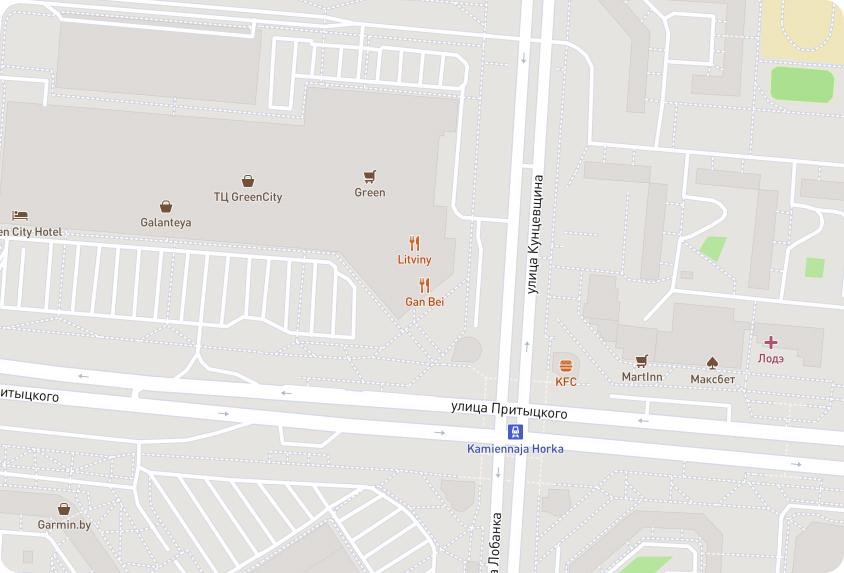 ТЦ GreenCity
Green
Galanteya
en City Hotel
Litviny
Gan Bei
улица Кунцевщина
KFC
MartInn
Максбет
Лодэ
ритыцкого
улица Притыцкого
Kamiennaja Horka
Garmin.by
а Лобанка